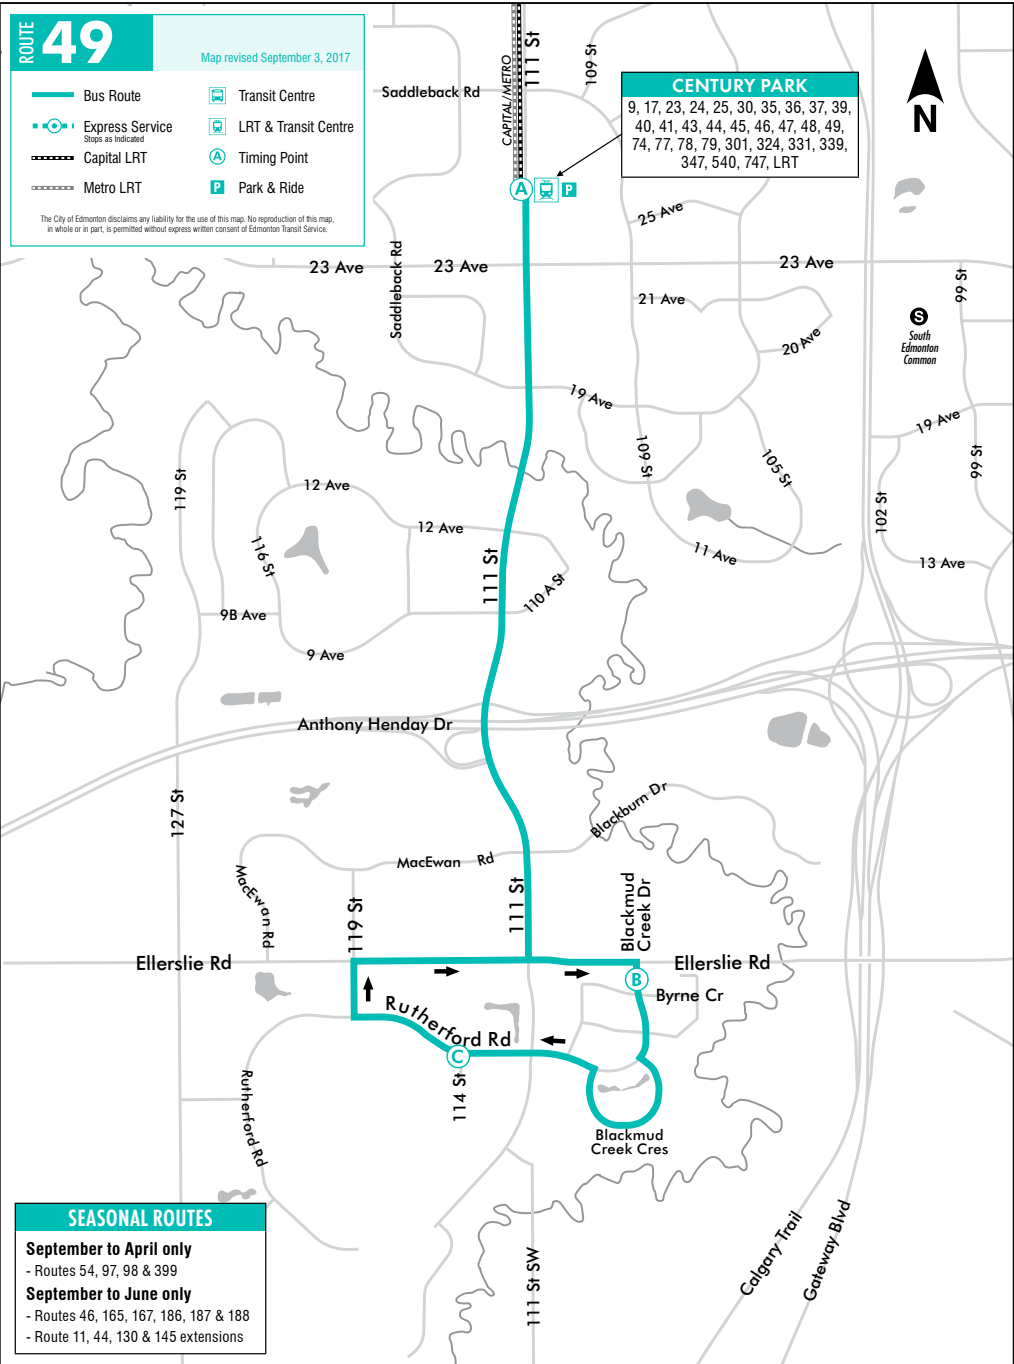 ROUTE 49
Map revised September 3, 2017
Bus Route
Express Service
Stops as Indicated
Capital LRT
Metro LRT
Transit Centre
LRT & Transit Centre
A Timing Point
P Park & Ride
The City of Edmonton disclaims any liability for the use of this map. No reproduction of this map,
in whole or in part, is permitted without express written consent of Edmonton Transit Service.
CAPITAL/METRO
111 St
109 St
Saddleback Rd
CENTURY PARK
9, 17, 23, 24, 25, 30, 35, 36, 37, 39,
40, 41, 43, 44, 45, 46, 47, 48, 49,
74, 77, 78, 79, 301, 324, 331, 339,
347, 540, 747, LRT
N
A
P
25 Ave
Saddleback Rd
23 Ave
23 Ave
23 Ave
99 St
21 Ave
20 Ave
S
South
Edmonton
Common
19 Ave
19 Ave
119 St
109 St
105 St
99 St
12 Ave
12 Ave
102 St
116 St
111 St
11 Ave
13 Ave
110 A St
9B Ave
9 Ave
Anthony Henday Dr
127 St
Blackburn Dr
MacEwan Rd
MacEwan Rd
119 St
111 St
Blackmud
Creek Dr
Ellerslie Rd
Ellerslie Rd
B
Byrne Cr
Rutherford Rd
C
114 St
Rutherford Rd
Blackmud
Creek Cres
111 St SW
Calgary Trail
Gateway Blvd
SEASONAL ROUTES
September to April only
- Routes 54, 97, 98 & 399
September to June only
- Routes 46, 165, 167, 186, 187 & 188
- Route 11, 44, 130 & 145 extensions